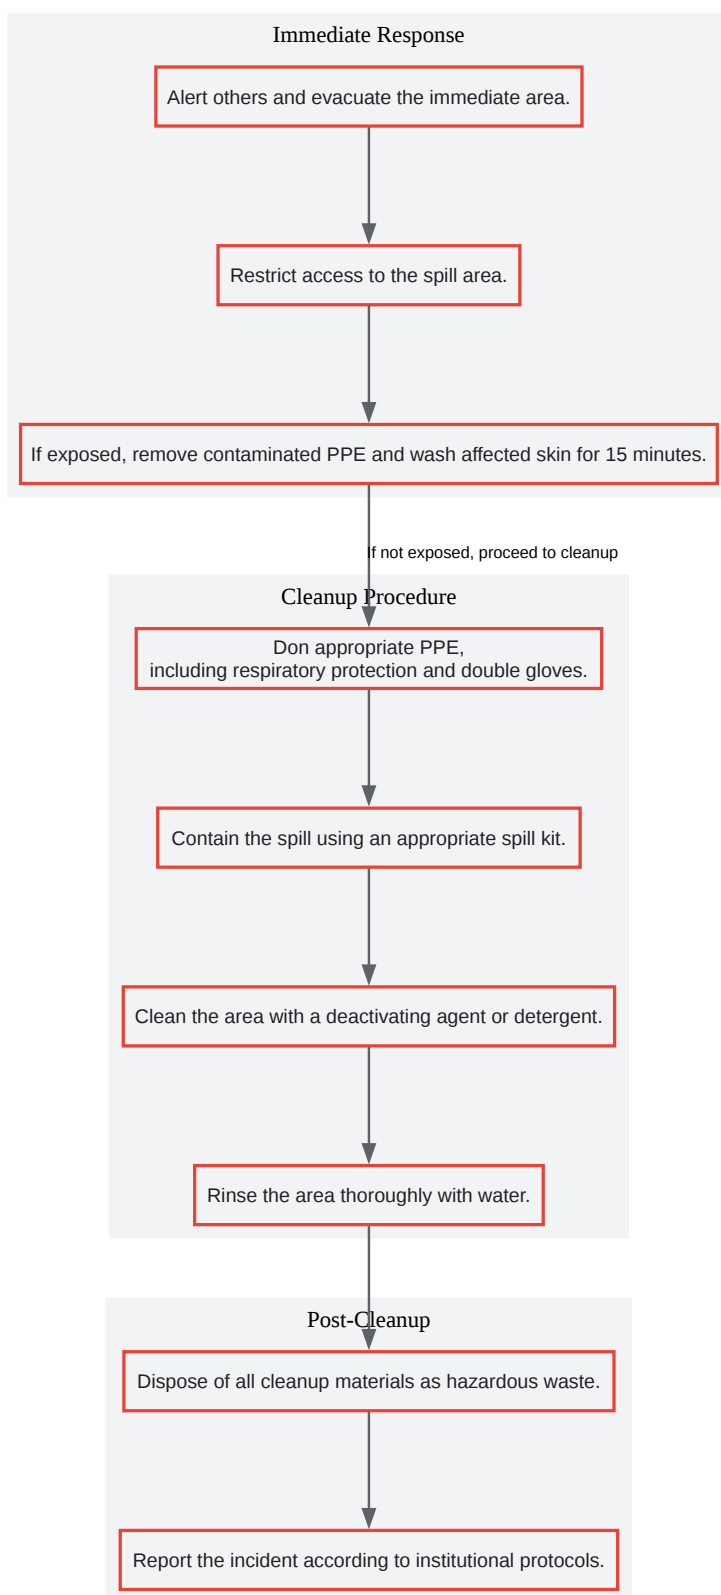 Immediate Response
Alert others and evacuate the immediate area.
Restrict access to the spill area.
If exposed, remove contaminated PPE and wash affected skin for 15 minutes.
If not exposed, proceed to cleanup
Cleanup Procedure
Don appropriate PPE,
including respiratory protection and double gloves.
Contain the spill using an appropriate spill kit.
Clean the area with a deactivating agent or detergent.
Rinse the area thoroughly with water.
Post-Cleanup
Dispose of all cleanup materials as hazardous waste.
Report the incident according to institutional protocols.